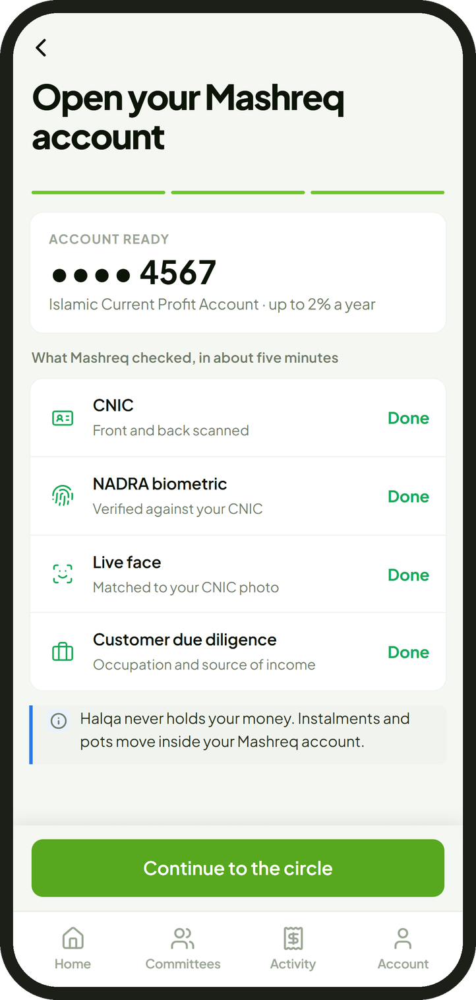 Open your Mashreq
account
ACCOUNT READY
●●●● 4567
Islamic Current Profit Account · up to 2% a year
What Mashreq checked, in about five minutes
CNIC
Front and back scanned
Done
NADRA biometric
Verified against your CNIC
Done
Live face
Matched to your CNIC photo
Done
Customer due diligence
Occupation and source of income
Done
Halqa never holds your money. Instalments and
pots move inside your Mashreq account.
Continue to the circle
Home
Committees
Activity
Account